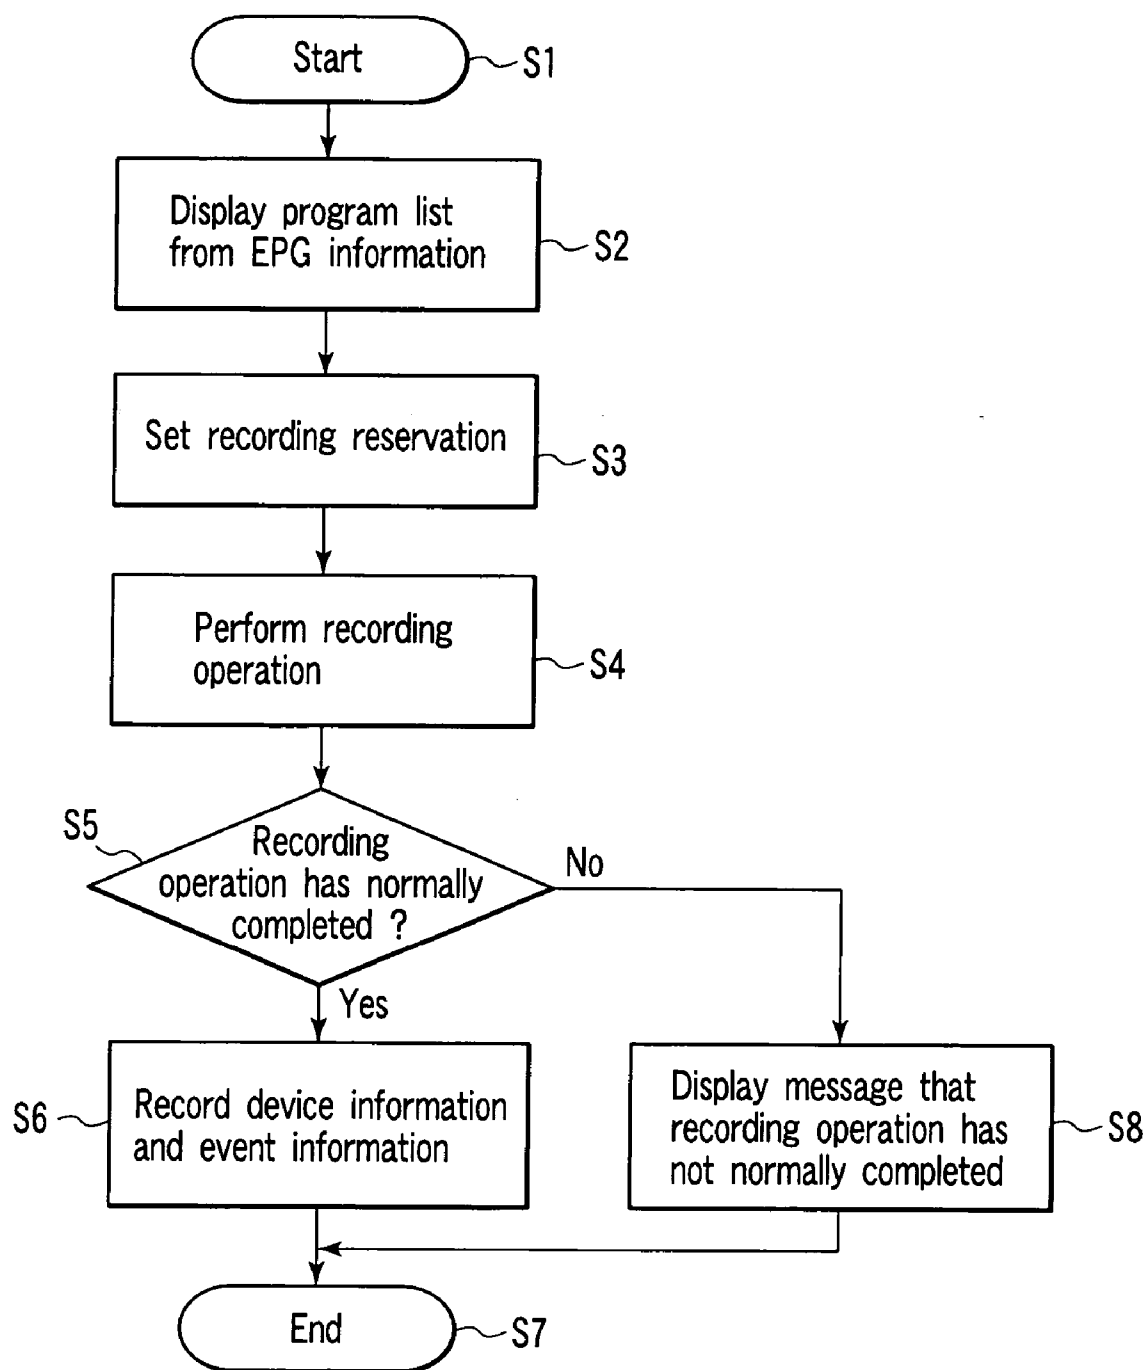 Start
S1
Display program list
from EPG information
S2
Set recording reservation
S3
Perform recording
operation
S4
S5
Recording
operation has normally
completed ?
No
Yes
S6
Record device information
and event information
Display message that
recording operation has
not normally completed
S8
End
S7